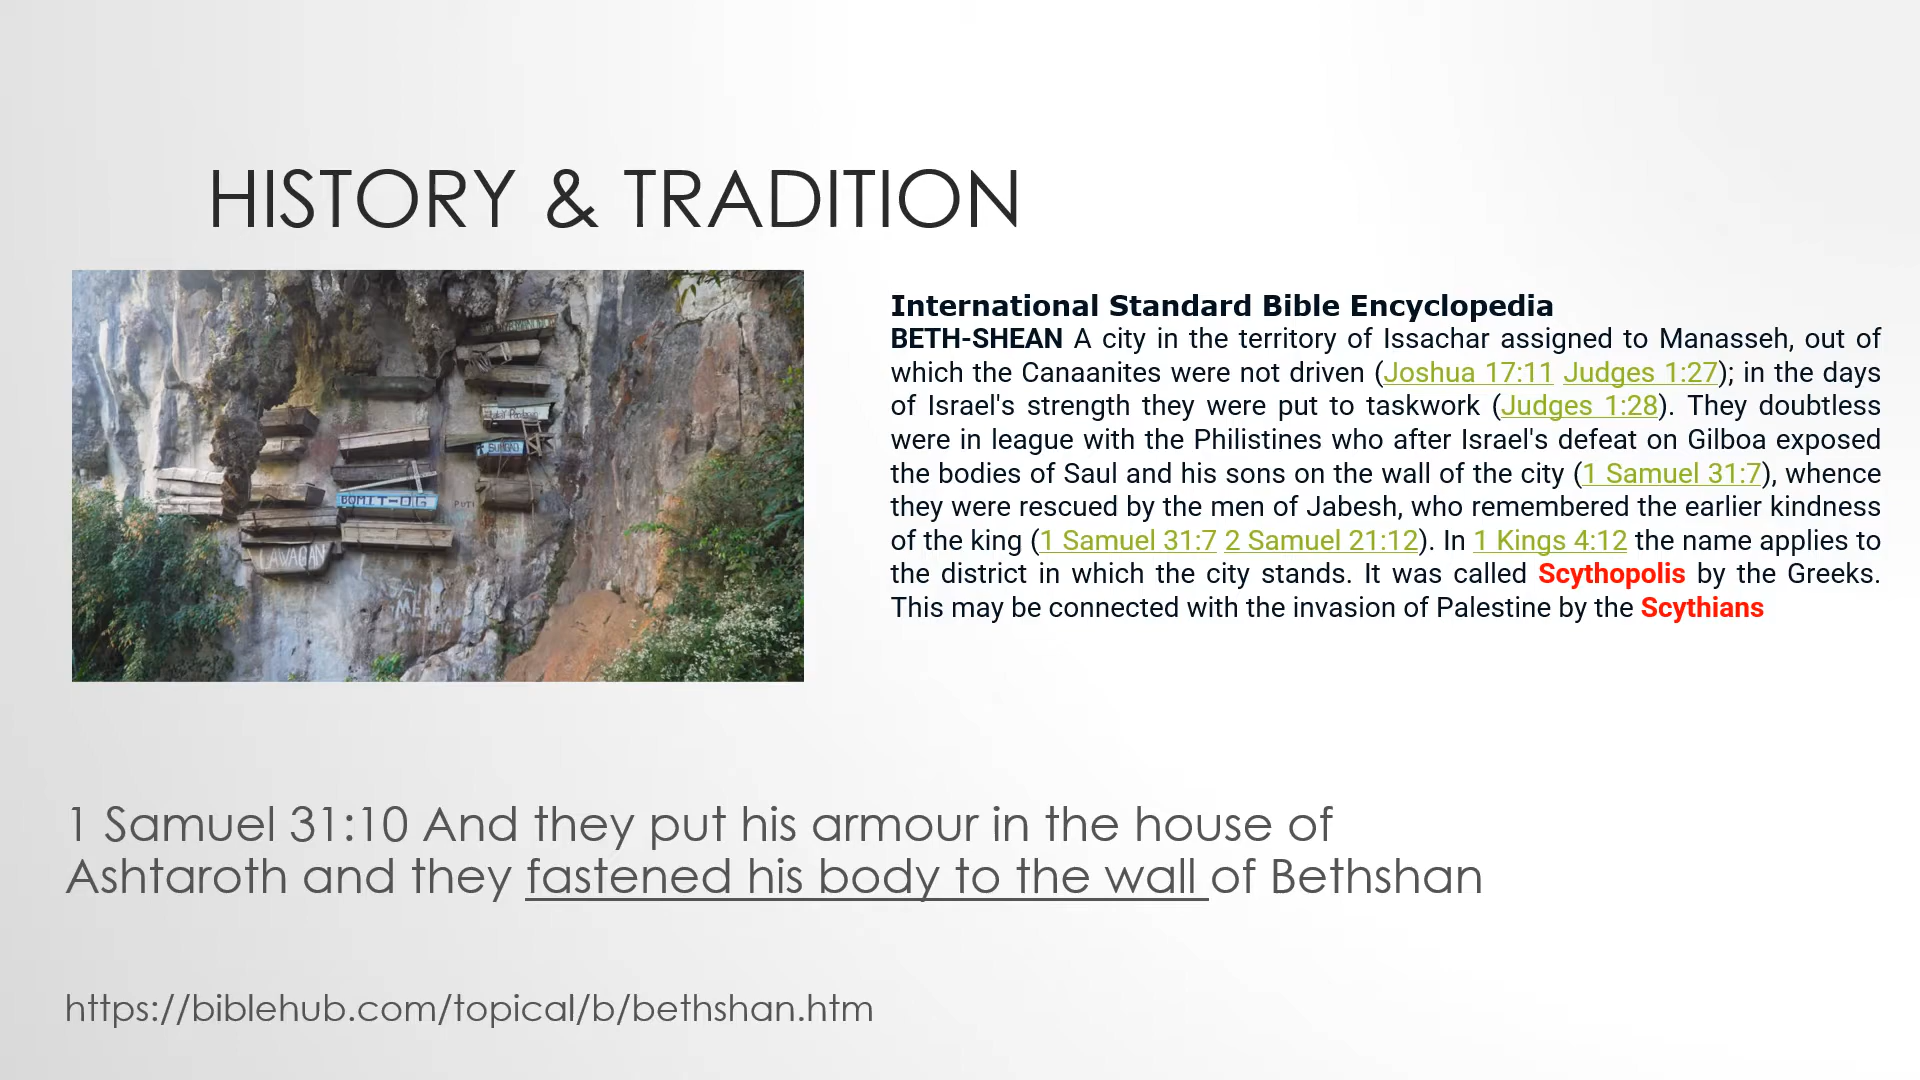 HISTORY & TRADITION
BOMIT-OG
LAWAGAN
International Standard Bible Encyclopedia
BETH-SHEAN A city in the territory of Issachar assigned to Manasseh, out of
which the Canaanites were not driven (Joshua 17:11 Judges 1:27); in the days
of Israel's strength they were put to taskwork (Judges 1:28). They doubtless
were in league with the Philistines who after Israel's defeat on Gilboa exposed
the bodies of Saul and his sons on the wall of the city (1 Samuel 31:7), whence
they were rescued by the men of Jabesh, who remembered the earlier kindness
of the king (1 Samuel 31:7 2 Samuel 21:12). In 1 Kings 4:12 the name applies to
the district in which the city stands. It was called Scythopolis by the Greeks.
This may be connected with the invasion of Palestine by the Scythians
1 Samuel 31:10 And they put his armour in the house of
Ashtaroth and they fastened his body to the wall of Bethshan
https://biblehub.com/topical/b/bethshan.htm